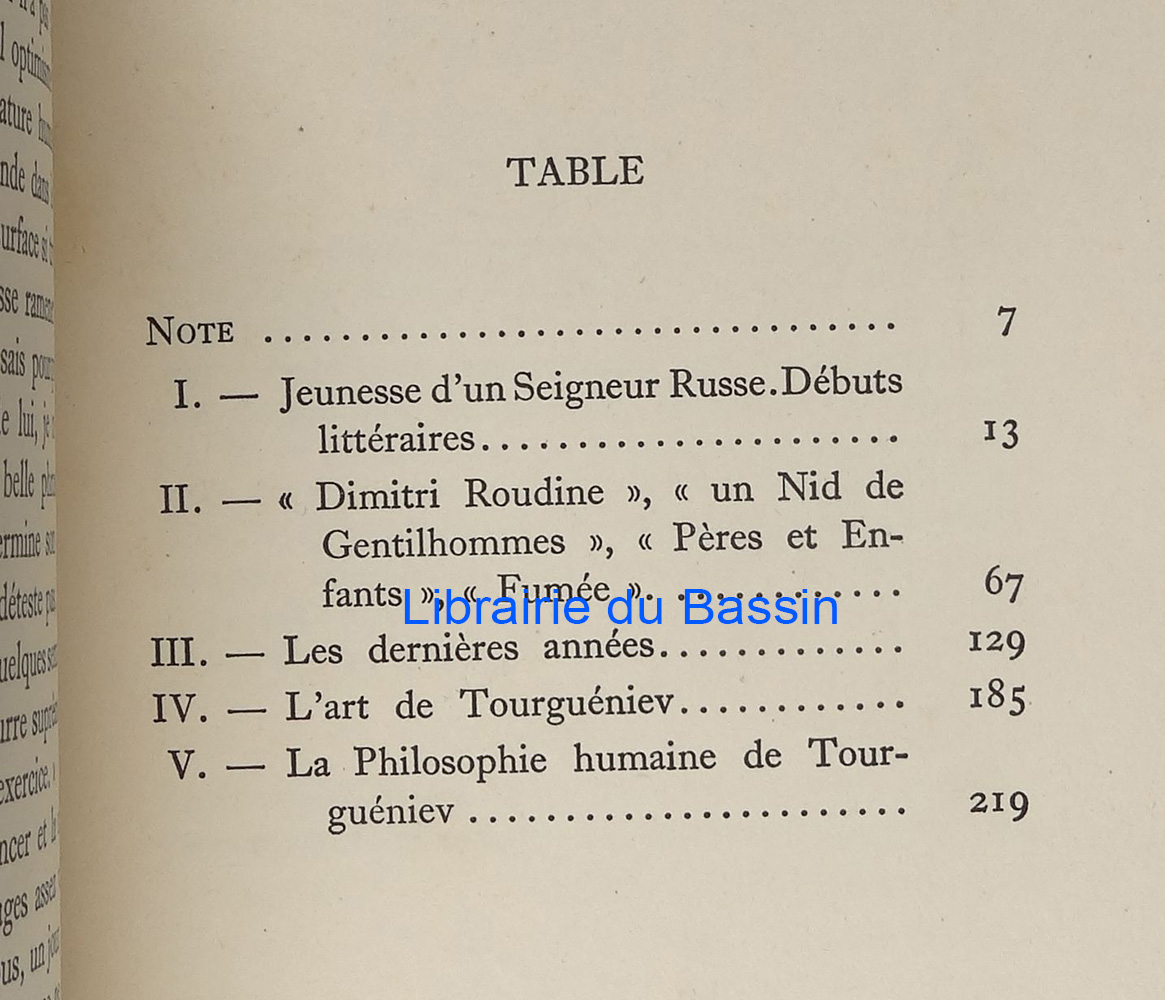 TABLE
NOTE .................................. 7
I. — Jeunesse d'un Seigneur Russe. Débuts
littéraires...................... 13
II. — « Dimitri Roudine », « un Nid de
Gentilhommes », « Pères et En-
fants », « Fumée »............. 67
Librairie du Bassin
III. — Les dernières années............. 129
IV. — L'art de Tourguéniev............ 185
V. — La Philosophie humaine de Tour-
guéniev ....................... 219